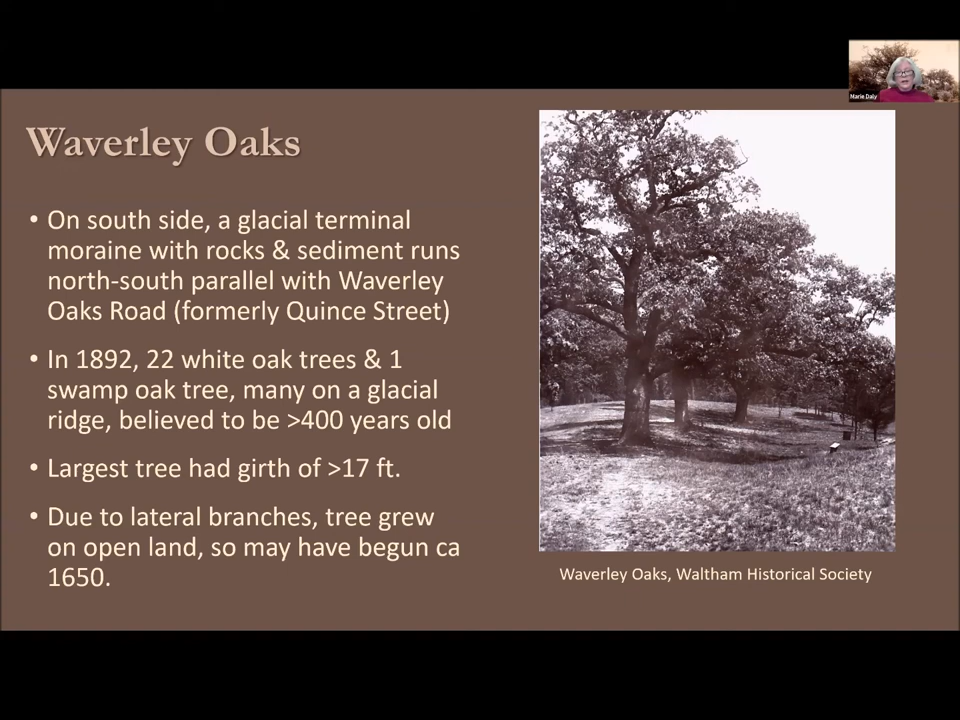 Marie Daly
Waverley Oaks
• On south side, a glacial terminal
moraine with rocks & sediment runs
north-south parallel with Waverley
Oaks Road (formerly Quince Street)
• In 1892, 22 white oak trees & 1
swamp oak tree, many on a glacial
ridge, believed to be >400 years old
• Largest tree had girth of >17 ft.
• Due to lateral branches, tree grew
on open land, so may have begun ca
1650.
Waverley Oaks, Waltham Historical Society